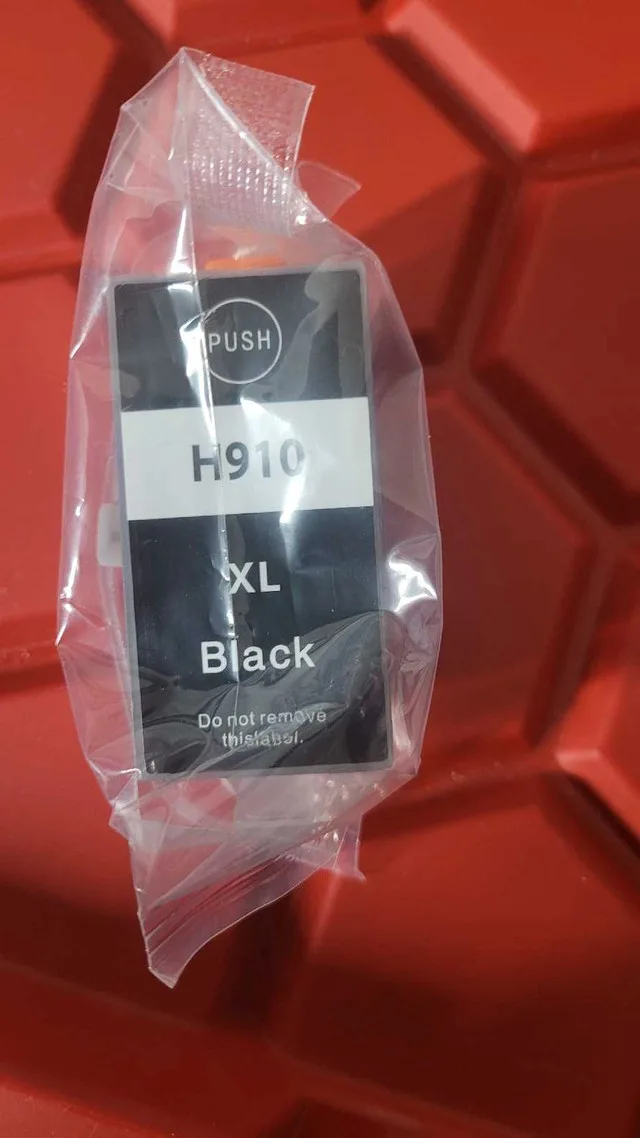 PUSH
H910
XL
Black
Do not remove
thislabel.